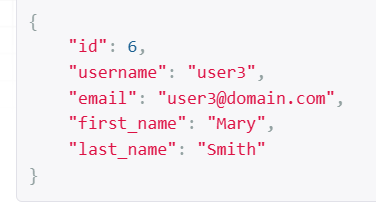 {
    "id": 6,
    "username": "user3",
    "email": "user3@domain.com",
    "first_name": "Mary",
    "last_name": "Smith"
}